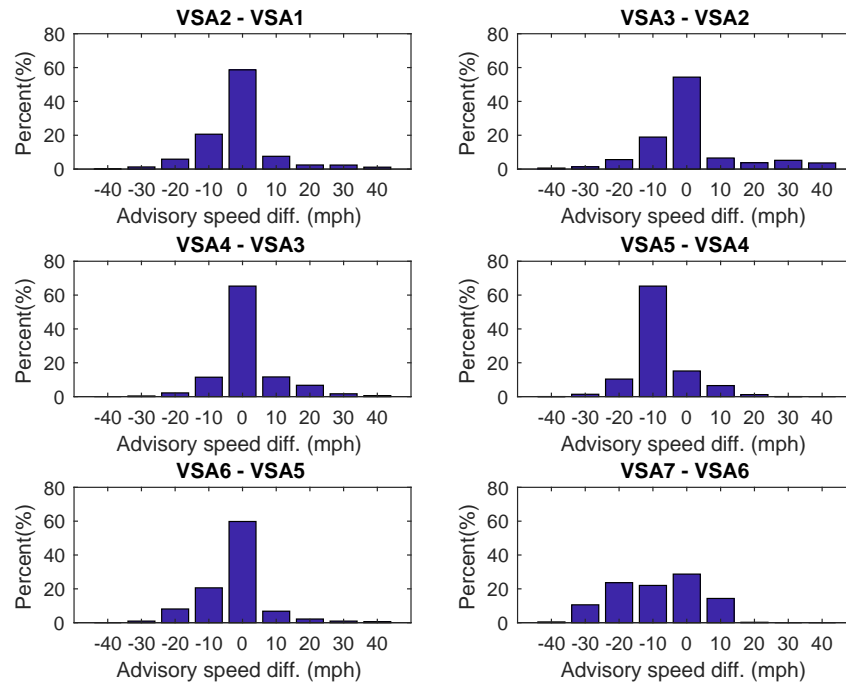 VSA2 - VSA1
Percent(%)
80
60
40
20
0
-40 -30 -20 -10 0 10 20 30 40
Advisory speed diff. (mph)
VSA3 - VSA2
Percent(%)
80
60
40
20
0
-40 -30 -20 -10 0 10 20 30 40
Advisory speed diff. (mph)
VSA4 - VSA3
Percent(%)
80
60
40
20
0
-40 -30 -20 -10 0 10 20 30 40
Advisory speed diff. (mph)
VSA5 - VSA4
Percent(%)
80
60
40
20
0
-40 -30 -20 -10 0 10 20 30 40
Advisory speed diff. (mph)
VSA6 - VSA5
Percent(%)
80
60
40
20
0
-40 -30 -20 -10 0 10 20 30 40
Advisory speed diff. (mph)
VSA7 - VSA6
Percent(%)
80
60
40
20
0
-40 -30 -20 -10 0 10 20 30 40
Advisory speed diff. (mph)